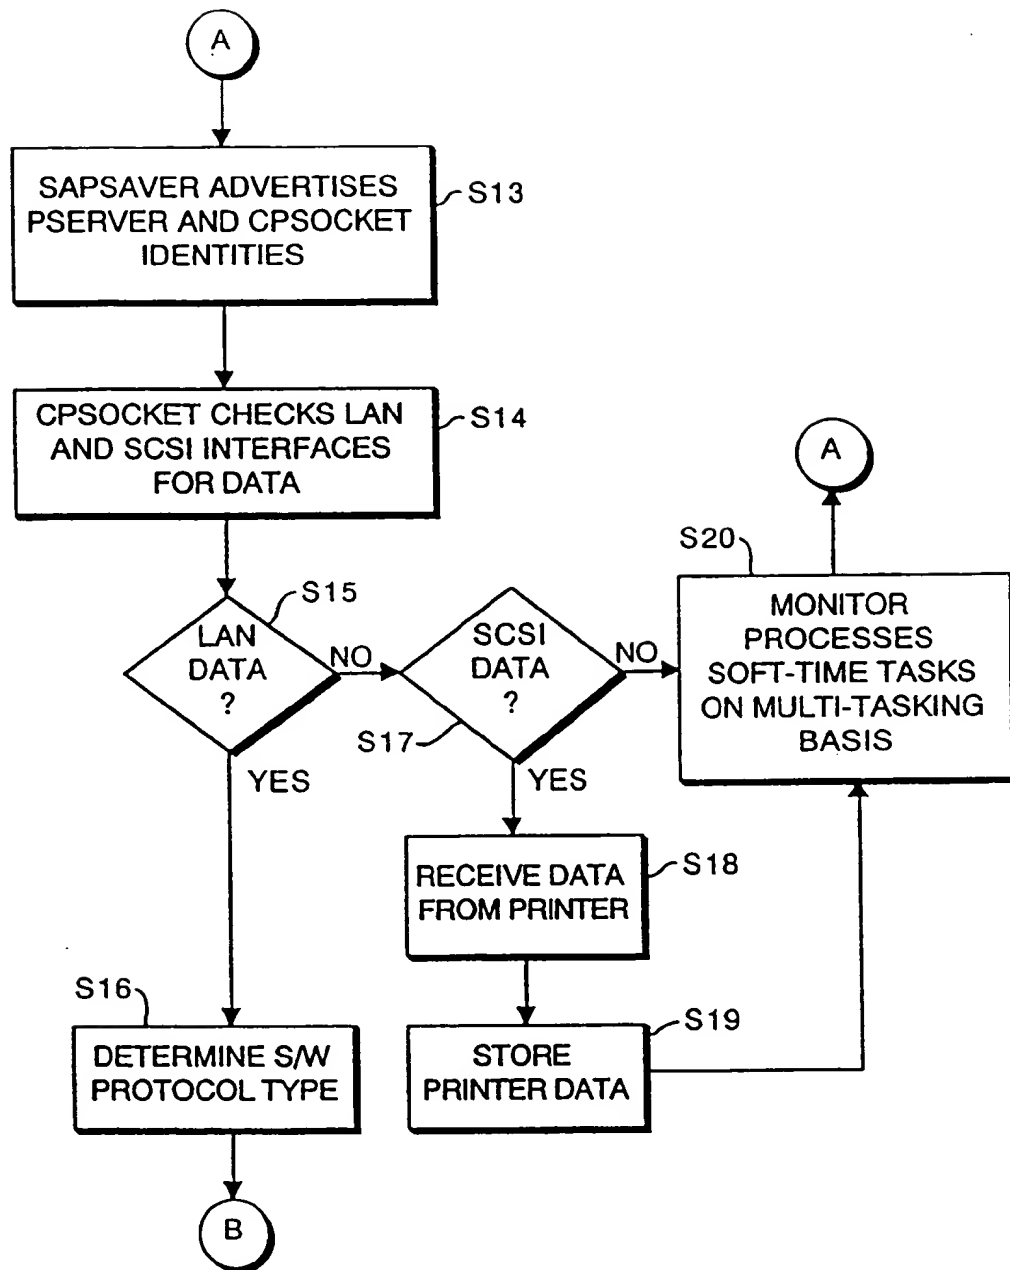 A
SAPSAVER ADVERTISES
PSERVER AND CPSOCKET
IDENTITIES
S13
CPSOCKET CHECKS LAN
AND SCSI INTERFACES
FOR DATA
S14
A
S20
MONITOR
PROCESSES
SOFT-TIME TASKS
ON MULTI-TASKING
BASIS
S15
LAN
DATA
?
NO
YES
SCSI
DATA
?
NO
S17
YES
RECEIVE DATA
FROM PRINTER
S18
S16
DETERMINE S/W
PROTOCOL TYPE
STORE
PRINTER DATA
S19
B